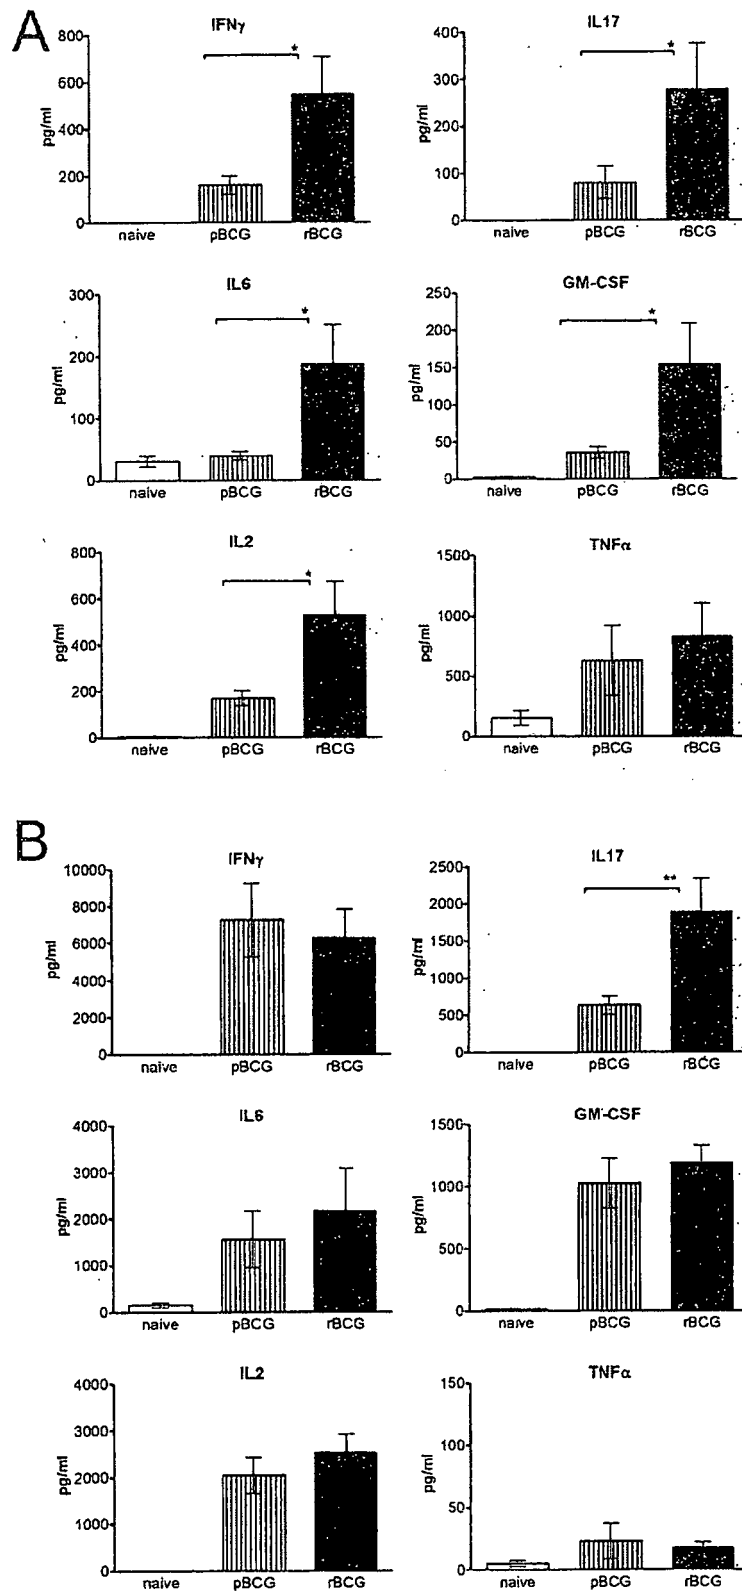 A
IFNγ
800
600
400
200
0
pg/ml
*
naive pBCG rBCG
IL17
400
300
200
100
0
pg/ml
*
naive pBCG rBCG
IL6
300
200
100
0
pg/ml
*
naive pBCG rBCG
GM-CSF
250
200
150
100
50
0
pg/ml
*
naive pBCG rBCG
IL2
800
600
400
200
0
pg/ml
*
naive pBCG rBCG
TNFα
1500
1000
500
0
pg/ml
naive pBCG rBCG
B
IFNγ
10000
8000
6000
4000
2000
0
pg/ml
naive pBCG rBCG
IL17
2500
2000
1500
1000
500
0
pg/ml
**
naive pBCG rBCG
IL6
4000
3000
2000
1000
0
pg/ml
naive pBCG rBCG
GM-CSF
1500
1000
500
0
pg/ml
naive pBCG rBCG
IL2
4000
3000
2000
1000
0
pg/ml
naive pBCG rBCG
TNFα
150
100
50
0
pg/ml
naive pBCG rBCG